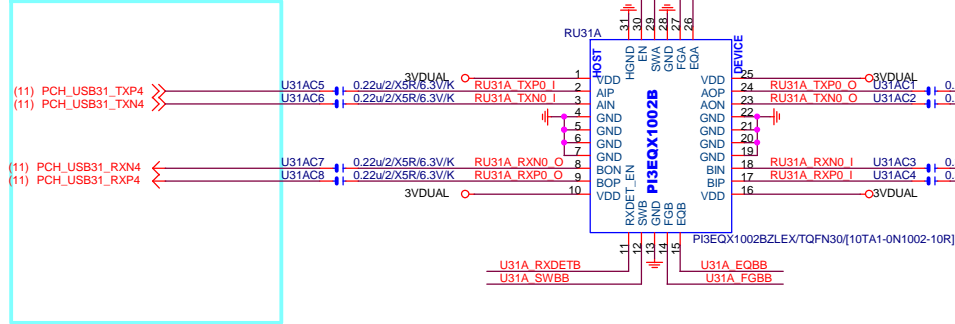 31 30 29 28 27 26
RU31A
HOST
HGND EN SWA GND FGA EQA
DEVICE
3VDUAL 1 VDD VDD 25 3VDUAL
(11) PCH_USB31_TXP4 U31AC5 0.22u/2/X5R/6.3V/K RU31A_TXP0_I 2 AIP AOP 24 RU31A_TXP0_O U31AC1 0.
(11) PCH_USB31_TXN4 U31AC6 0.22u/2/X5R/6.3V/K RU31A_TXN0_I 3 AIN AON 23 RU31A_TXN0_O U31AC2 0.
4 GND GND 22
5 GND GND 21
6 GND GND 20
7 GND GND 19
PI3EQX1002B
(11) PCH_USB31_RXN4 U31AC7 0.22u/2/X5R/6.3V/K RU31A_RXN0_O 8 BON BIN 18 RU31A_RXN0_I U31AC3 0.
(11) PCH_USB31_RXP4 U31AC8 0.22u/2/X5R/6.3V/K RU31A_RXP0_O 9 BOP BIP 17 RU31A_RXP0_I U31AC4 0.
3VDUAL 10 VDD VDD 16 3VDUAL
RXDET_EN SWB GND FGB EQB
11 12 13 14 15
PI3EQX1002BZLEX/TQFN30/[10TA1-0N1002-10R]
U31A_RXDETB U31A_EQBB
U31A_SWBB U31A_FGBB